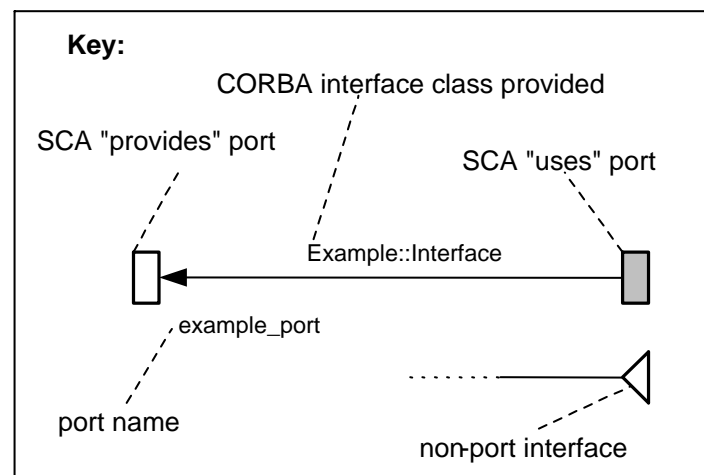 Key:
CORBA interface class provided
SCA "provides" port
SCA "uses" port
Example::Interface
example_port
port name
non-port interface